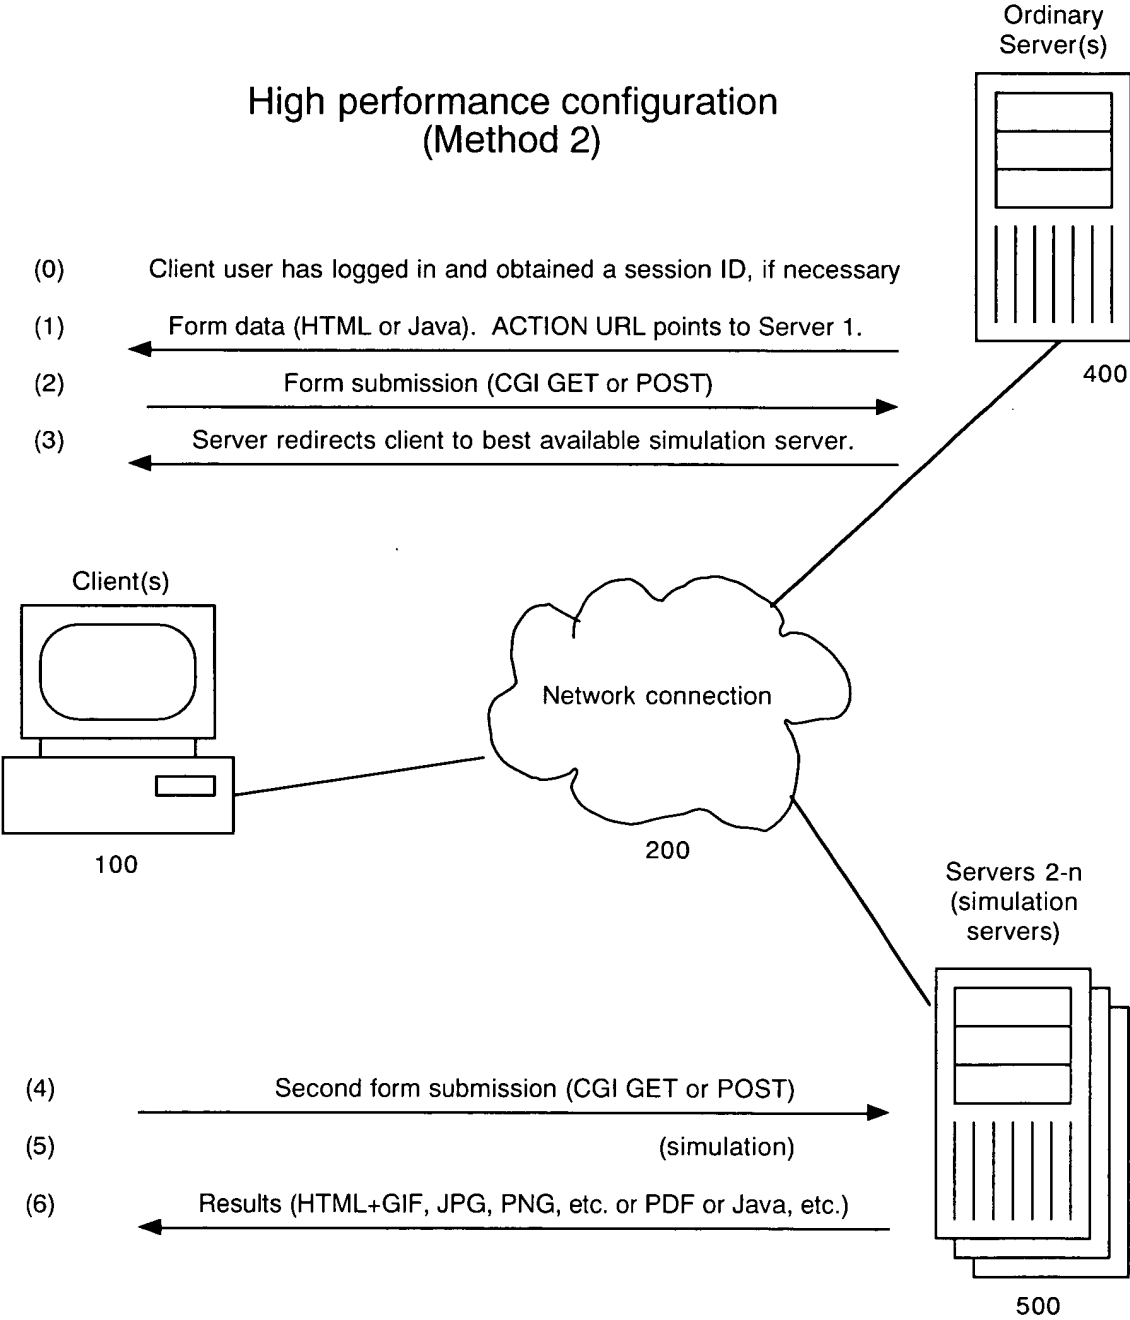 Ordinary
Server(s)
High performance configuration
(Method 2)
(0) Client user has logged in and obtained a session ID, if necessary
(1) Form data (HTML or Java). ACTION URL points to Server 1.
(2) Form submission (CGI GET or POST)
400
(3) Server redirects client to best available simulation server.
Client(s)
Network connection
100
200
Servers 2-n
(simulation
servers)
(4) Second form submission (CGI GET or POST)
(5) (simulation)
(6) Results (HTML+GIF, JPG, PNG, etc. or PDF or Java, etc.)
500